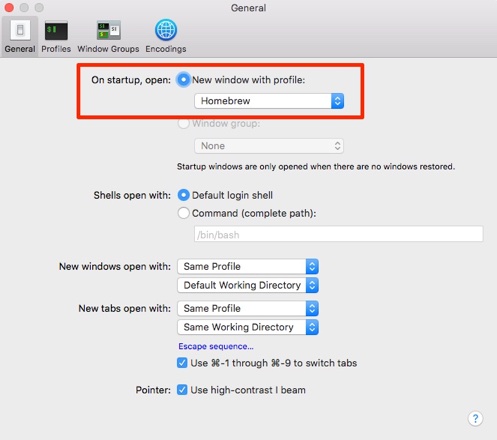 General
General Profiles Window Groups Encodings
On startup, open: New window with profile:
Homebrew
Window group:
None
Startup windows are only opened when there are no windows restored.
Shells open with: Default login shell
Command (complete path):
/bin/bash
New windows open with: Same Profile
Default Working Directory
New tabs open with: Same Profile
Same Working Directory
Escape sequence...
Use ⌘-1 through ⌘-9 to switch tabs
Pointer: Use high-contrast I beam
?